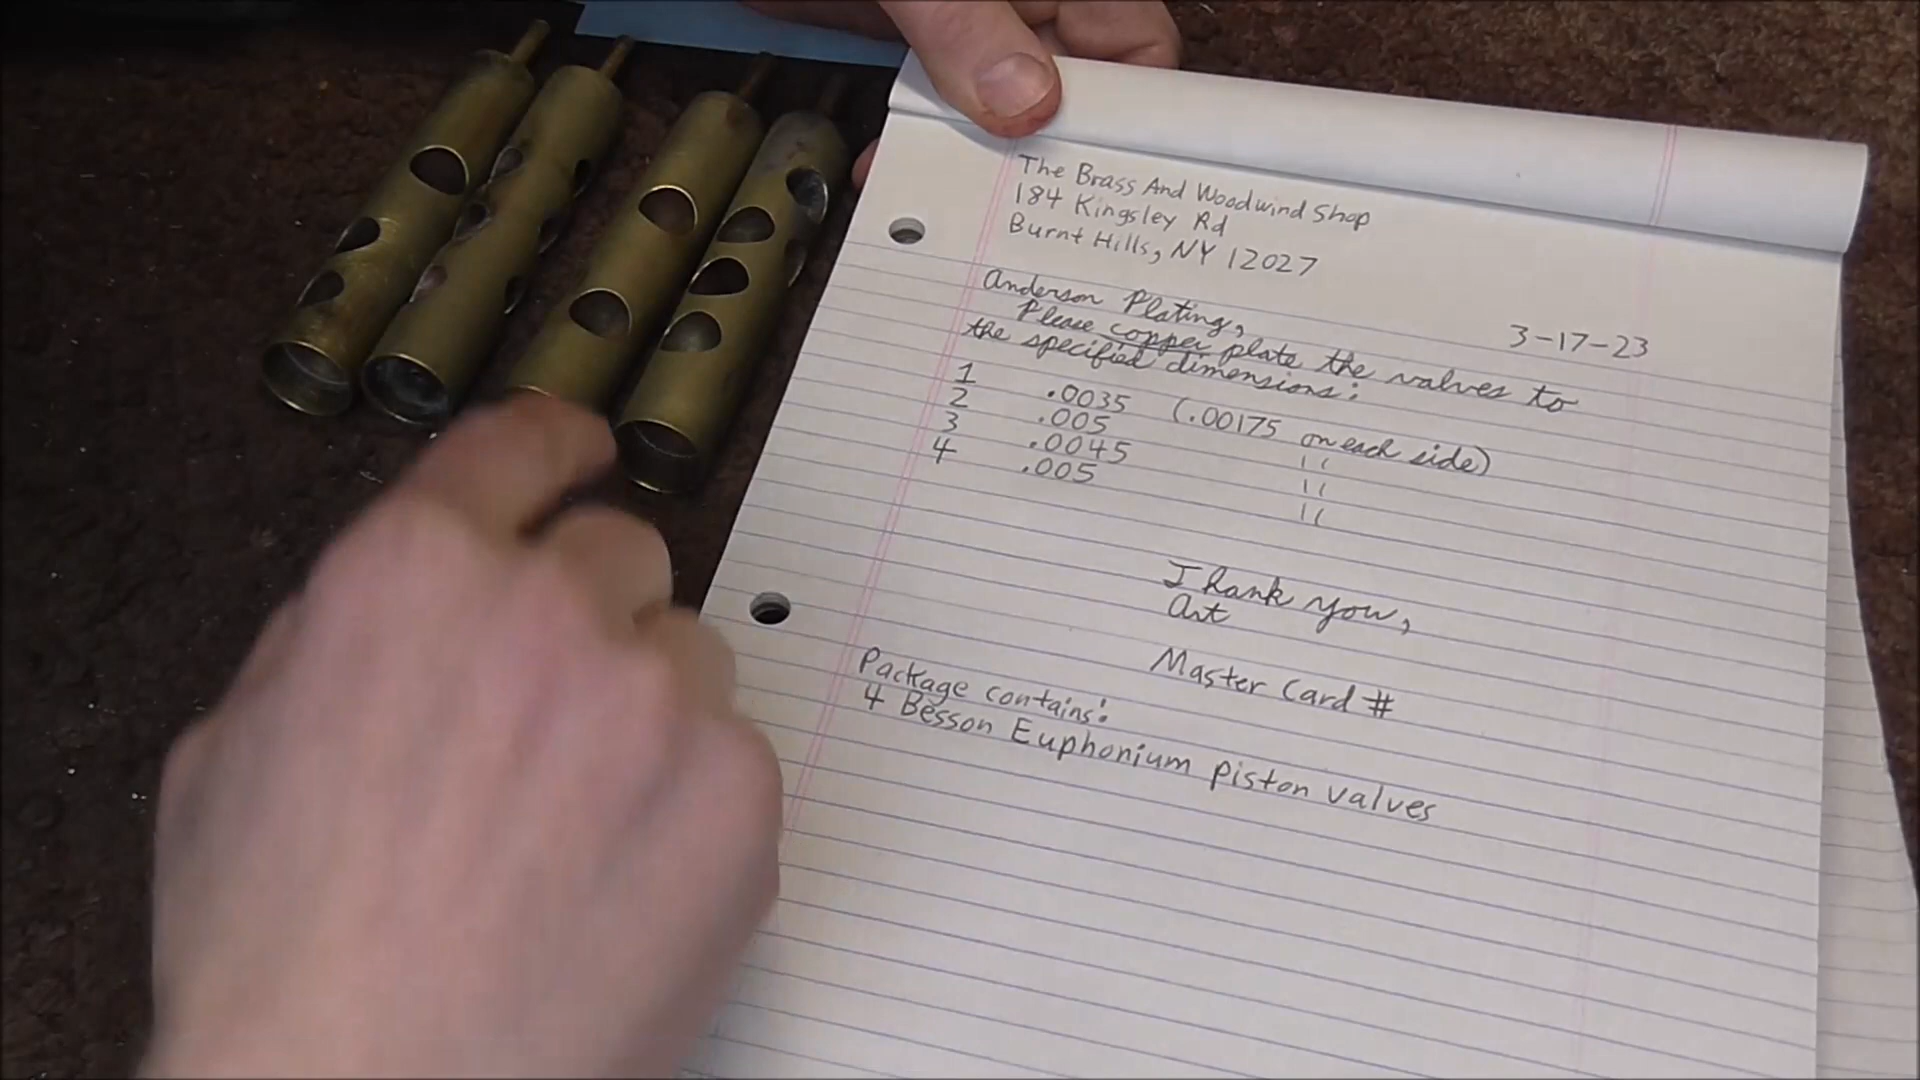 The Brass And Woodwind Shop
184 Kingsley Rd
Burnt Hills, NY 12027
3-17-23
Anderson Plating,
Please copper plate the valves to
the specified dimensions:
1 .0035 (.00175 on each side)
2 .005 "
3 .0045 "
4 .005 "
Thank you,
Art
Master Card #
Package contains:
4 Besson Euphonium piston valves